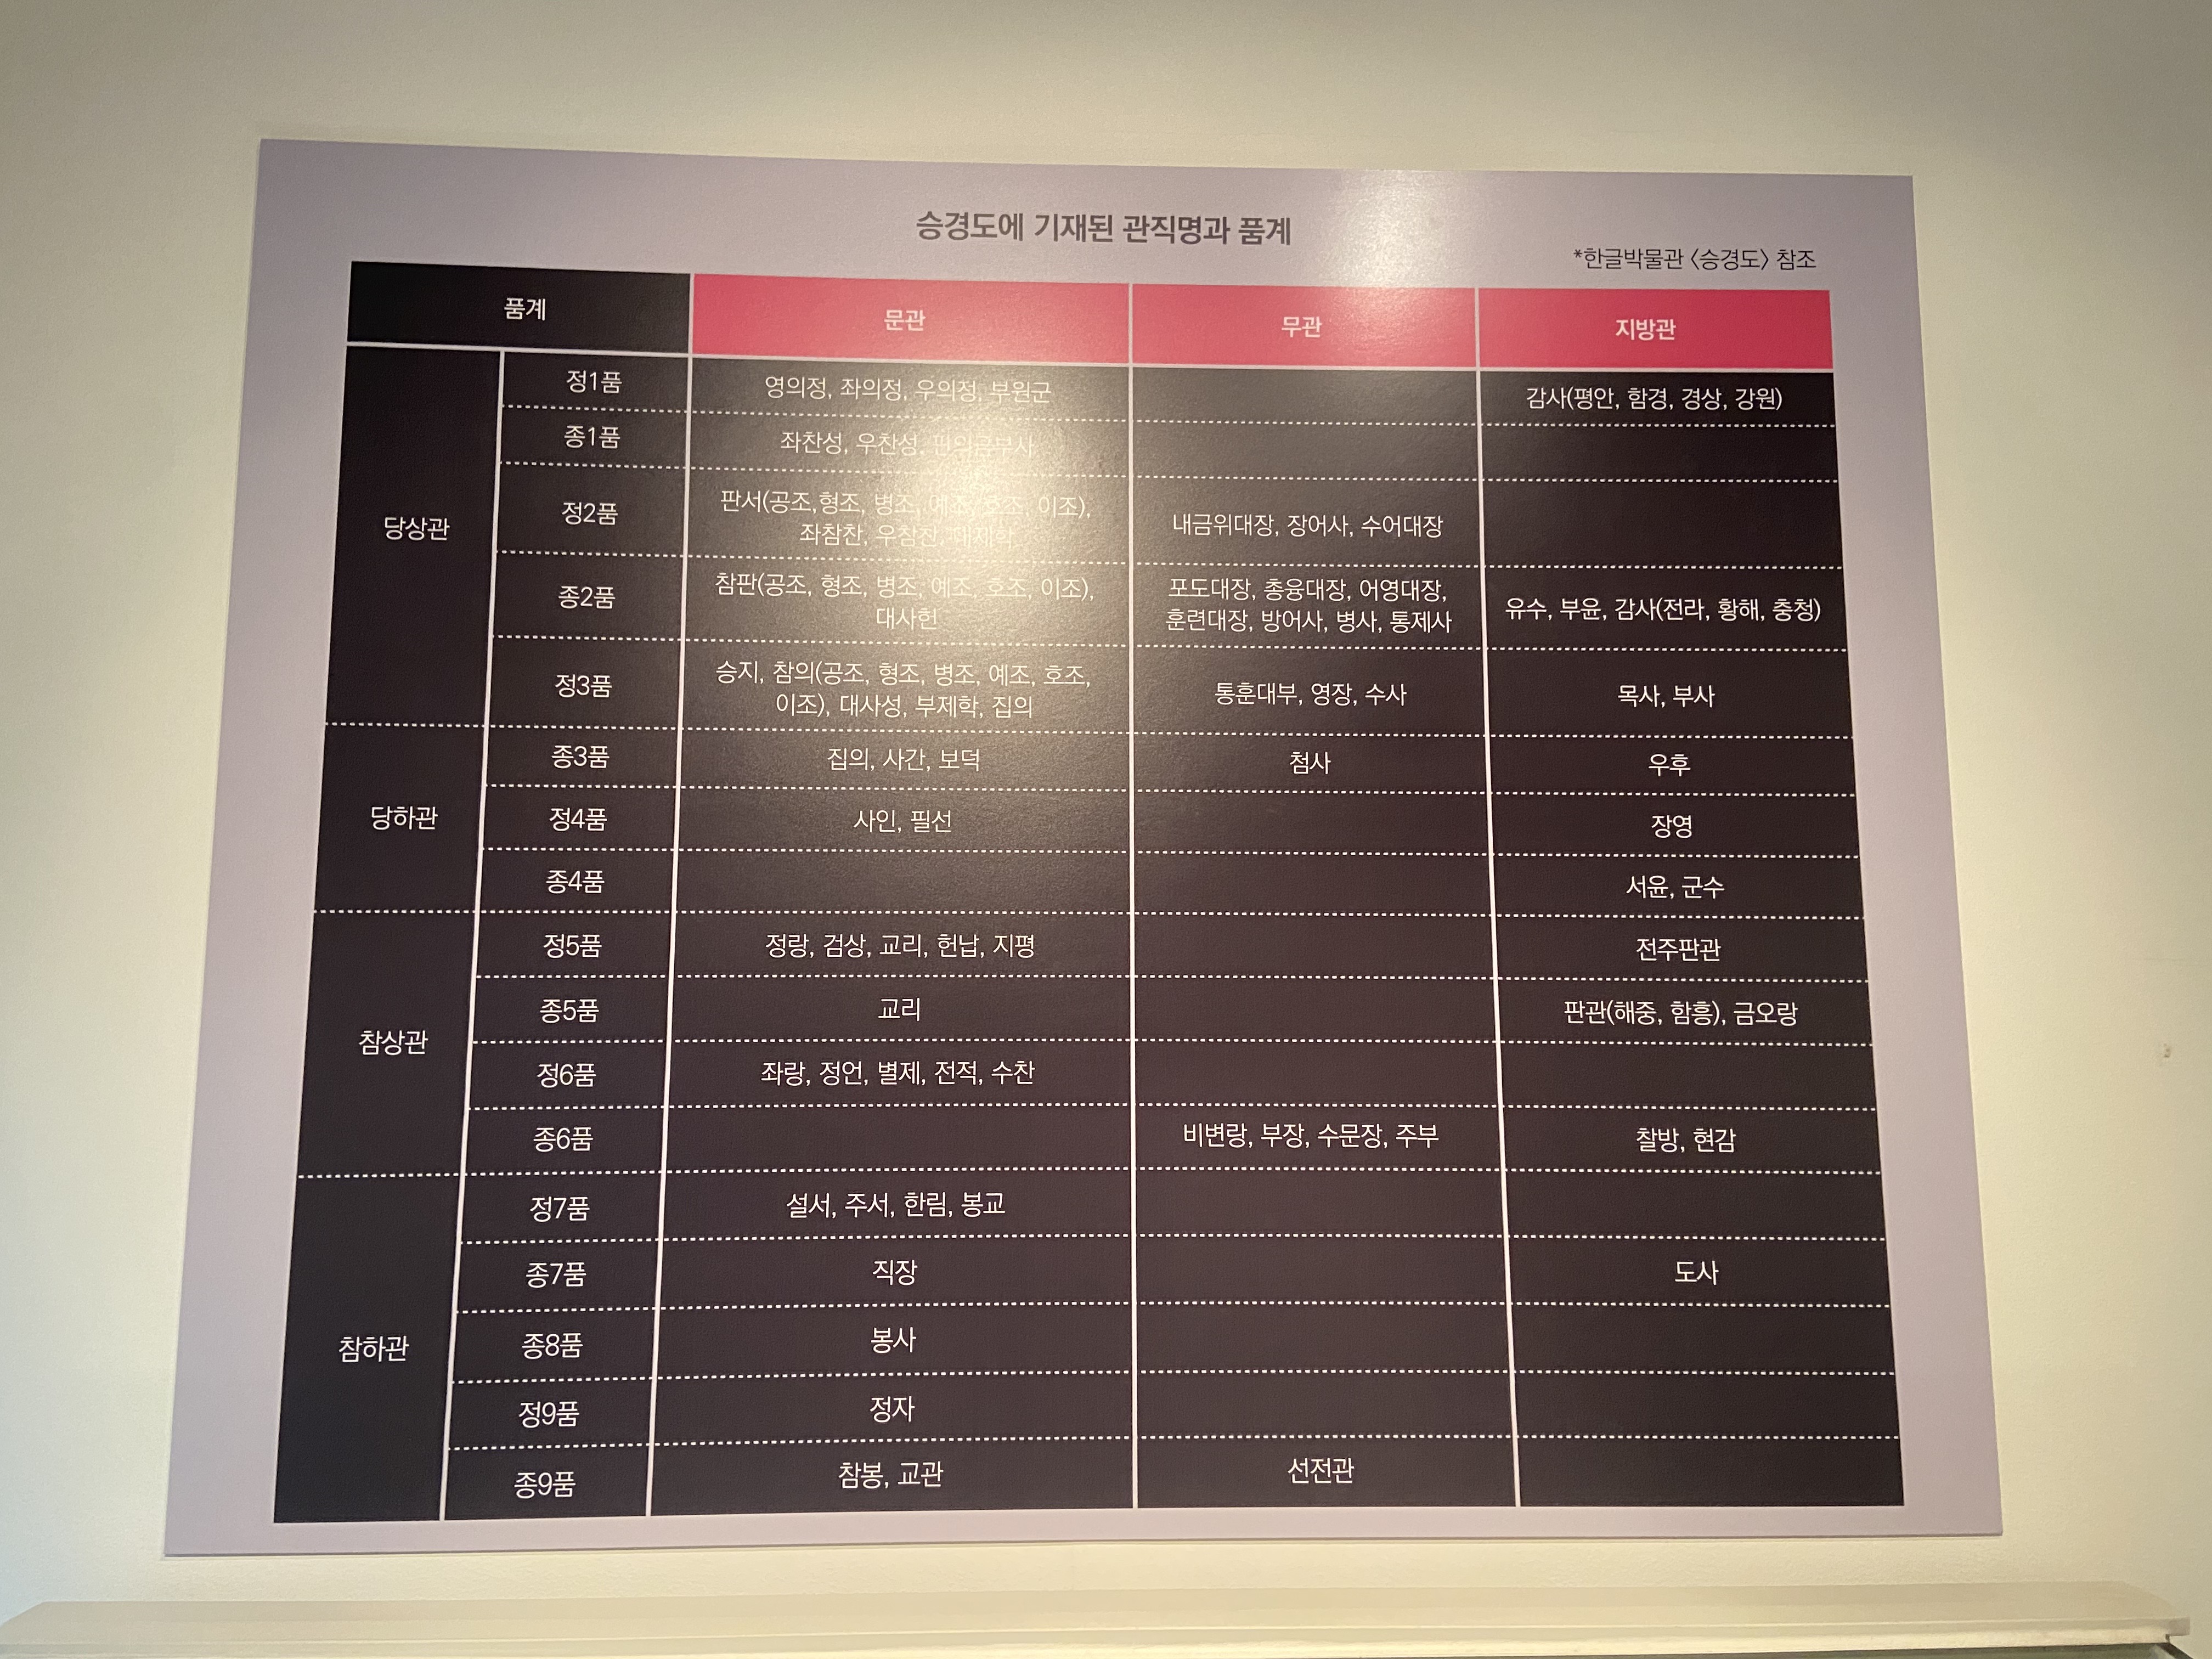 승경도에 기재된 관직명과 품계
*한글박물관 〈승경도〉 참조
품계 문관 무관 지방관
당상관
정1품 영의정, 좌의정, 우의정, 부원군 감사(평안, 함경, 경상, 강원)
종1품 좌찬성, 우찬성, 판의금부사
정2품 판서(공조,형조, 병조, 예조, 호조, 이조),
좌참찬, 우참찬, 대제학 내금위대장, 장어사, 수어대장
종2품 참판(공조, 형조, 병조, 예조, 호조, 이조),
대사헌 포도대장, 총융대장, 어영대장,
훈련대장, 방어사, 병사, 통제사 유수, 부윤, 감사(전라, 황해, 충청)
정3품 승지, 참의(공조, 형조, 병조, 예조, 호조,
이조), 대사성, 부제학, 집의 통훈대부, 영장, 수사 목사, 부사
당하관
종3품 집의, 사간, 보덕 첨사 우후
정4품 사인, 필선 장영
종4품 서윤, 군수
참상관
정5품 정랑, 검상, 교리, 헌납, 지평 전주판관
종5품 교리 판관(해중, 함흥), 금오랑
정6품 좌랑, 정언, 별제, 전적, 수찬
종6품 비변랑, 부장, 수문장, 주부 찰방, 현감
참하관
정7품 설서, 주서, 한림, 봉교
종7품 직장 도사
종8품 봉사
정9품 정자
종9품 참봉, 교관 선전관